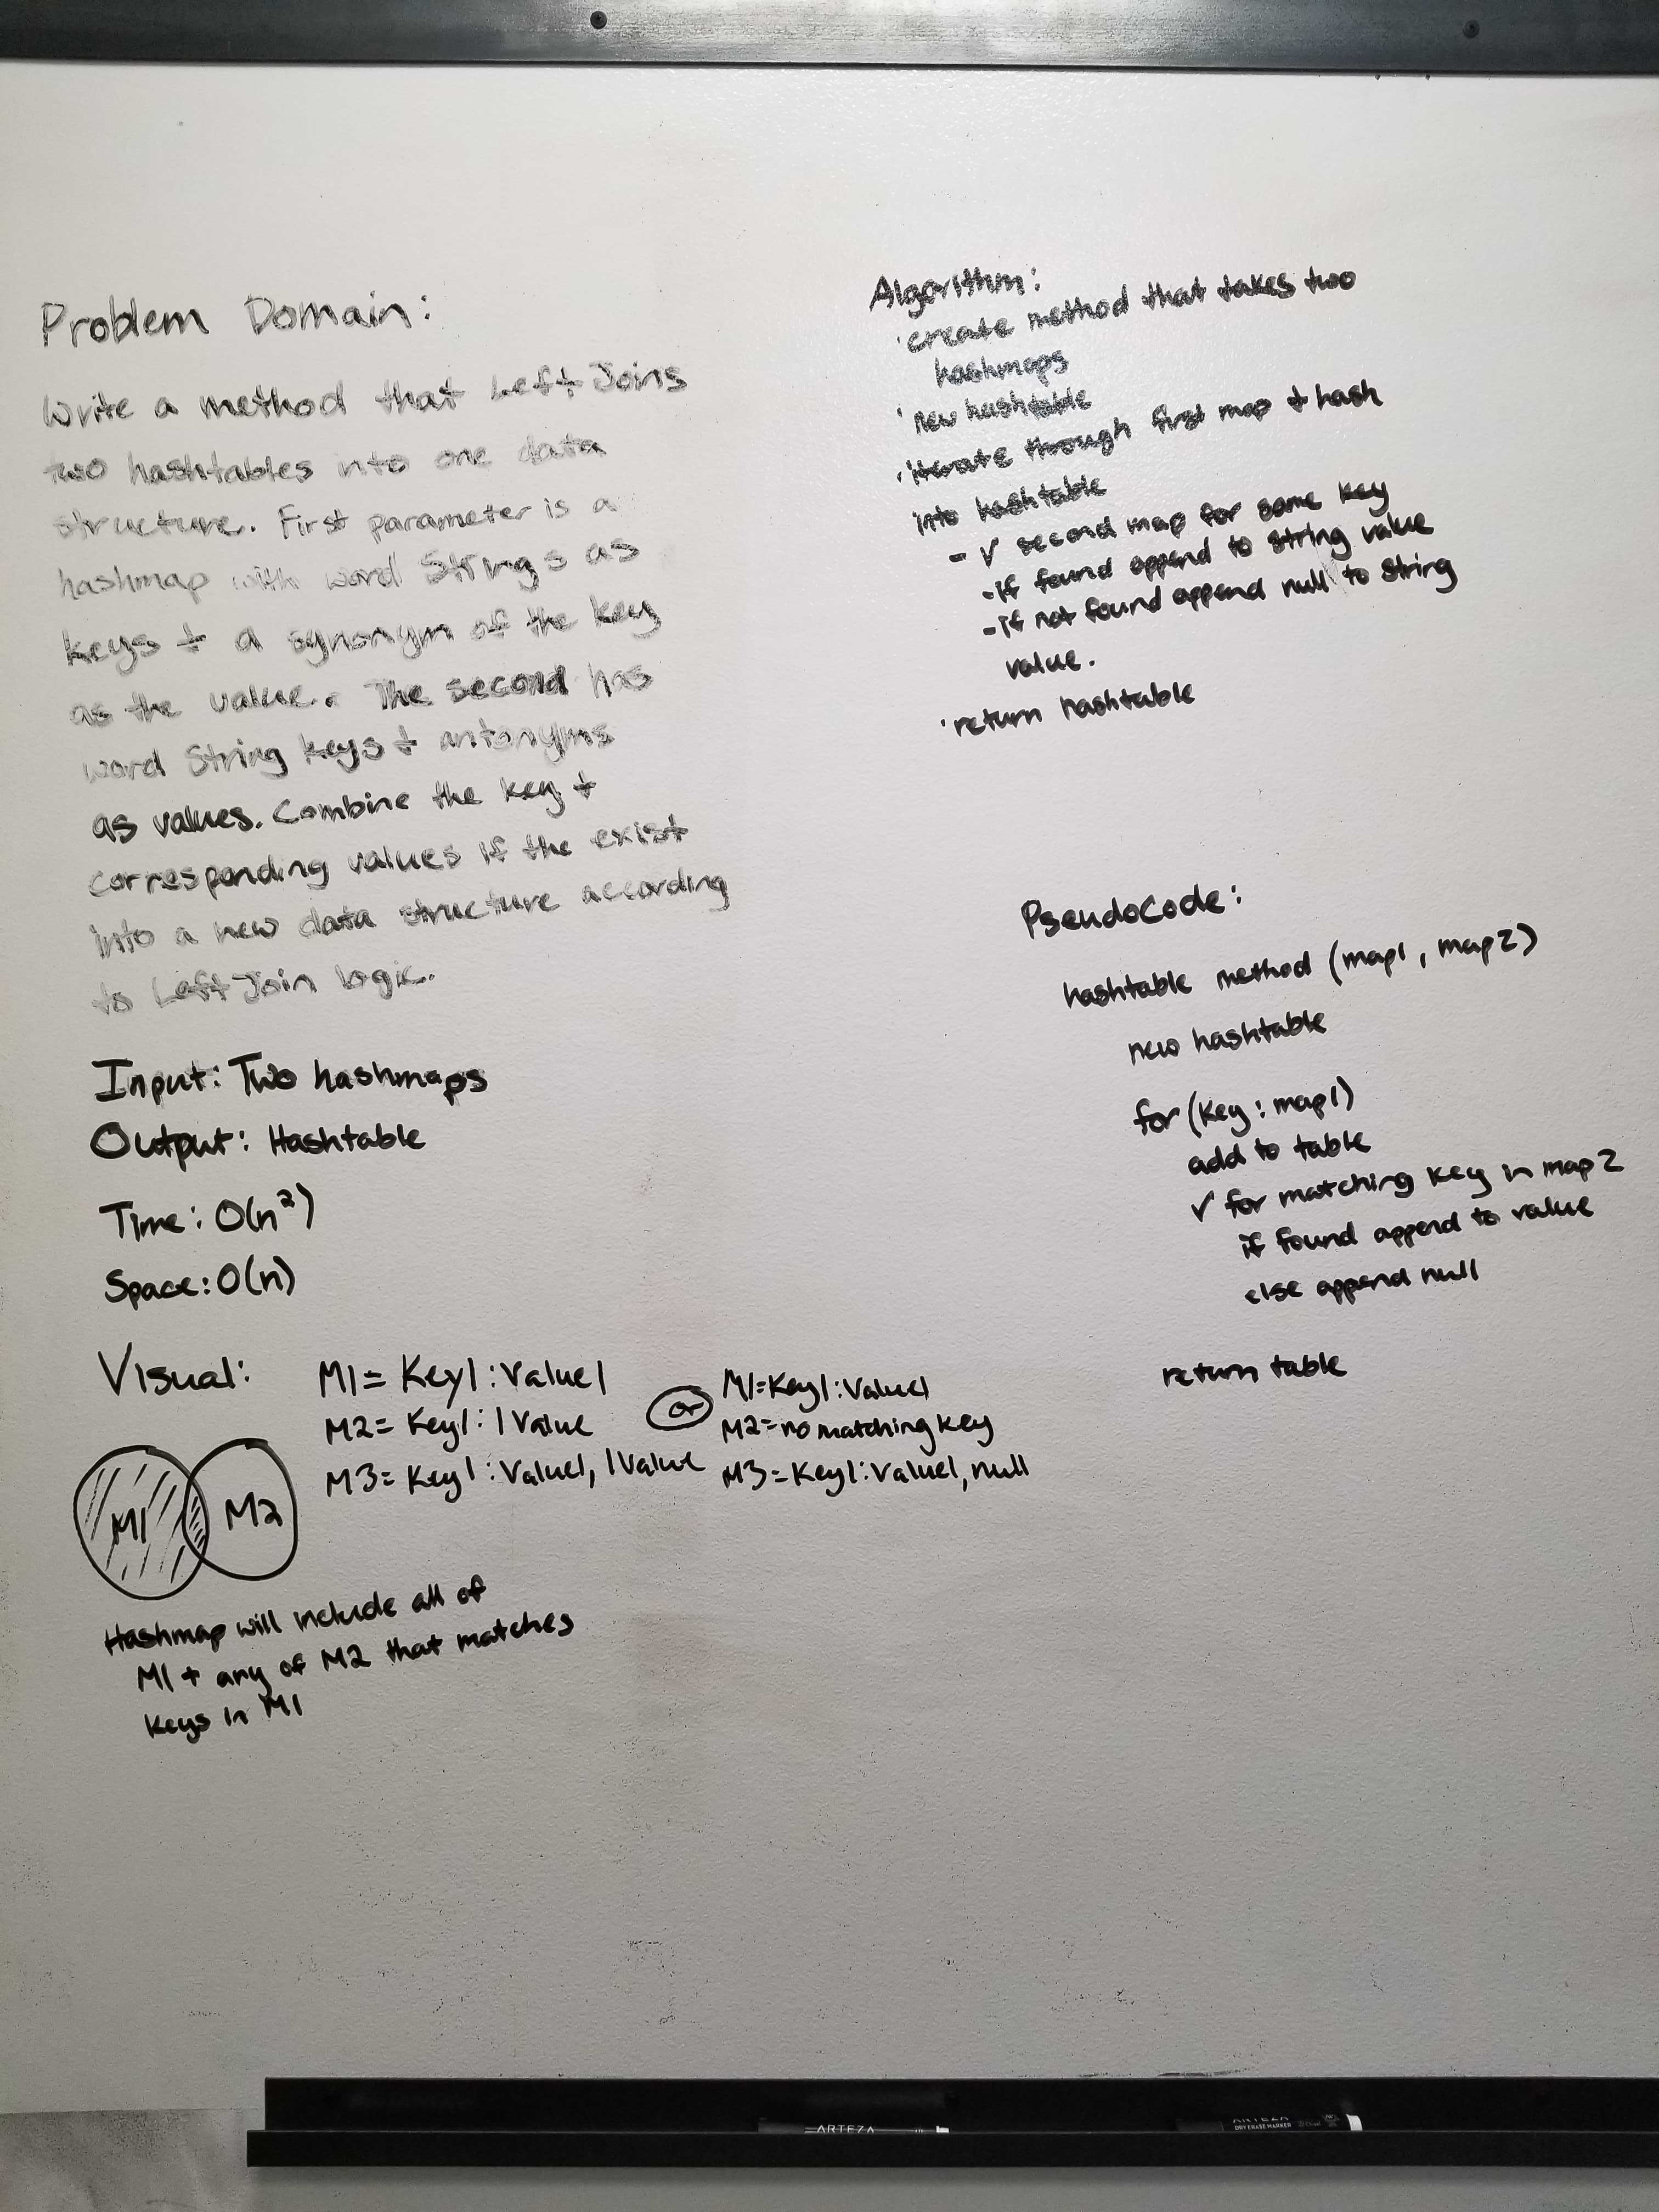 Problem Domain:
Write a method that Left Joins
two hashtables into one data
structure. First parameter is a
hashmap with word Strings as
keys + a synonym of the key
as the value. The second has
word String keys + antonyms
as values. Combine the key +
corresponding values if the exist
into a new data structure according
to Left Join logic.
Input: Two hashmaps
Output: Hashtable
Time: O(n²)
Space: O(n)
Visual:
M1= Key1:Value1
M2= Key1:1Value
M3= Key1:Value1, 1Value
or
M1=Key1:Value1
M2=no matching key
M3=Key1:Value1, null
M1 M2
Hashmap will include all of
M1 + any of M2 that matches
keys in M1
Algorithm:
· create method that takes two
hashmaps
· new hashtable
· iterate through first map + hash
into hashtable
- ✓ second map for same key
- if found append to string value
- if not found append null to string
value.
· return hashtable
Pseudocode:
hashtable method (map1, map2)
new hashtable
for (key: map1)
add to table
✓ for matching key in map2
if found append to value
else append null
return table
ARTEZA
ARTEZA
DRY ERASE MARKER